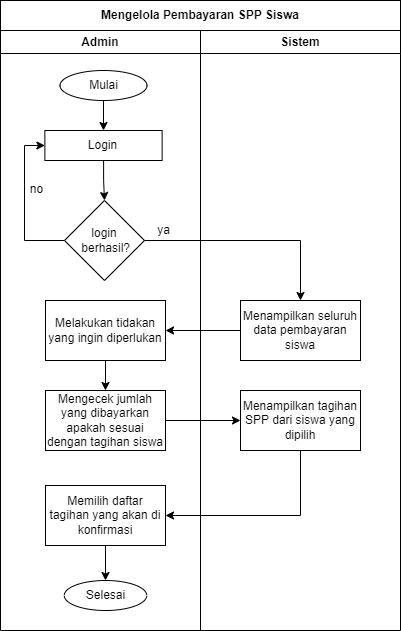 Mengelola Pembayaran SPP Siswa
Admin
Sistem
Mulai
Login
no
login
berhasil?
ya
Melakukan tidakan
yang ingin diperlukan
Menampilkan seluruh
data pembayaran
siswa
Mengecek jumlah
yang dibayarkan
apakah sesuai
dengan tagihan siswa
Menampilkan tagihan
SPP dari siswa yang
dipilih
Memilih daftar
tagihan yang akan di
konfirmasi
Selesai